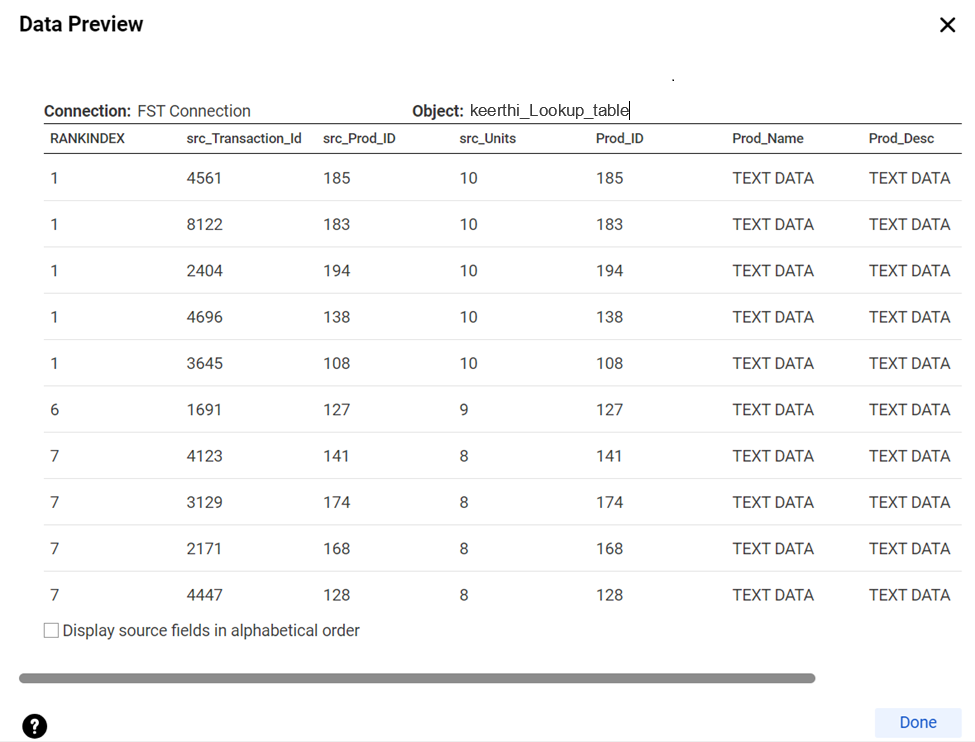 Data Preview
.
Connection: FST Connection Object: keerthi_Lookup_table
RANKINDEX src_Transaction_Id src_Prod_ID src_Units Prod_ID Prod_Name Prod_Desc
1 4561 185 10 185 TEXT DATA TEXT DATA
1 8122 183 10 183 TEXT DATA TEXT DATA
1 2404 194 10 194 TEXT DATA TEXT DATA
1 4696 138 10 138 TEXT DATA TEXT DATA
1 3645 108 10 108 TEXT DATA TEXT DATA
6 1691 127 9 127 TEXT DATA TEXT DATA
7 4123 141 8 141 TEXT DATA TEXT DATA
7 3129 174 8 174 TEXT DATA TEXT DATA
7 2171 168 8 168 TEXT DATA TEXT DATA
7 4447 128 8 128 TEXT DATA TEXT DATA
Display source fields in alphabetical order
?
Done